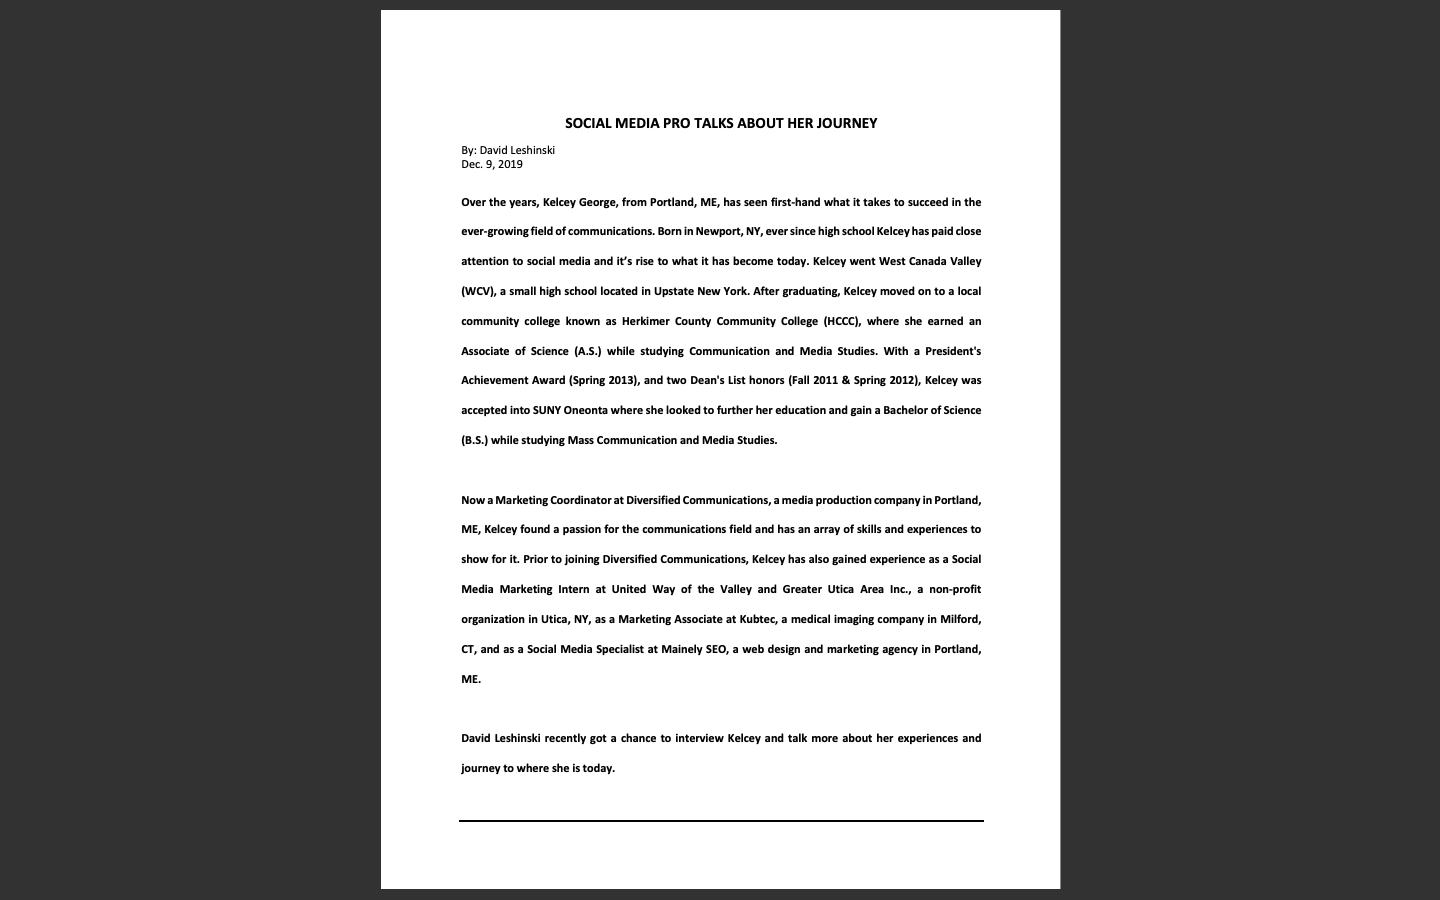 SOCIAL MEDIA PRO TALKS ABOUT HER JOURNEY
By: David Leshinski
Dec. 9, 2019
Over the years, Kelcey George, from Portland, ME, has seen first-hand what it takes to succeed in the
ever-growing field of communications. Born in Newport, NY, ever since high school Kelcey has paid close
attention to social media and it’s rise to what it has become today. Kelcey went West Canada Valley
(WCV), a small high school located in Upstate New York. After graduating, Kelcey moved on to a local
community college known as Herkimer County Community College (HCCC), where she earned an
Associate of Science (A.S.) while studying Communication and Media Studies. With a President's
Achievement Award (Spring 2013), and two Dean's List honors (Fall 2011 & Spring 2012), Kelcey was
accepted into SUNY Oneonta where she looked to further her education and gain a Bachelor of Science
(B.S.) while studying Mass Communication and Media Studies.
Now a Marketing Coordinator at Diversified Communications, a media production company in Portland,
ME, Kelcey found a passion for the communications field and has an array of skills and experiences to
show for it. Prior to joining Diversified Communications, Kelcey has also gained experience as a Social
Media Marketing Intern at United Way of the Valley and Greater Utica Area Inc., a non-profit
organization in Utica, NY, as a Marketing Associate at Kubtec, a medical imaging company in Milford,
CT, and as a Social Media Specialist at Mainely SEO, a web design and marketing agency in Portland,
ME.
David Leshinski recently got a chance to interview Kelcey and talk more about her experiences and
journey to where she is today.